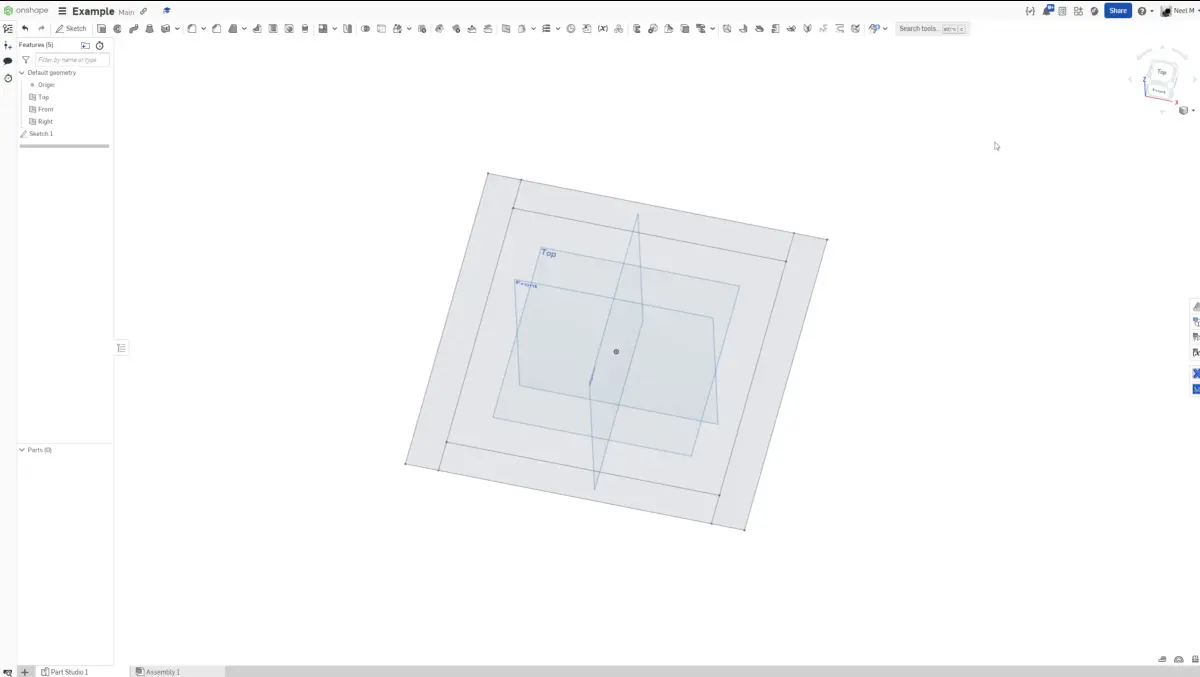 onshape Example Main Share Neel M
Sketch Search tools...
Features (5)
Filter by name or type
Default geometry
Origin
Top
Front
Right
Sketch 1
Parts (0)
Top
Front
Top
Front
Z
X
Part Studio 1 Assembly 1